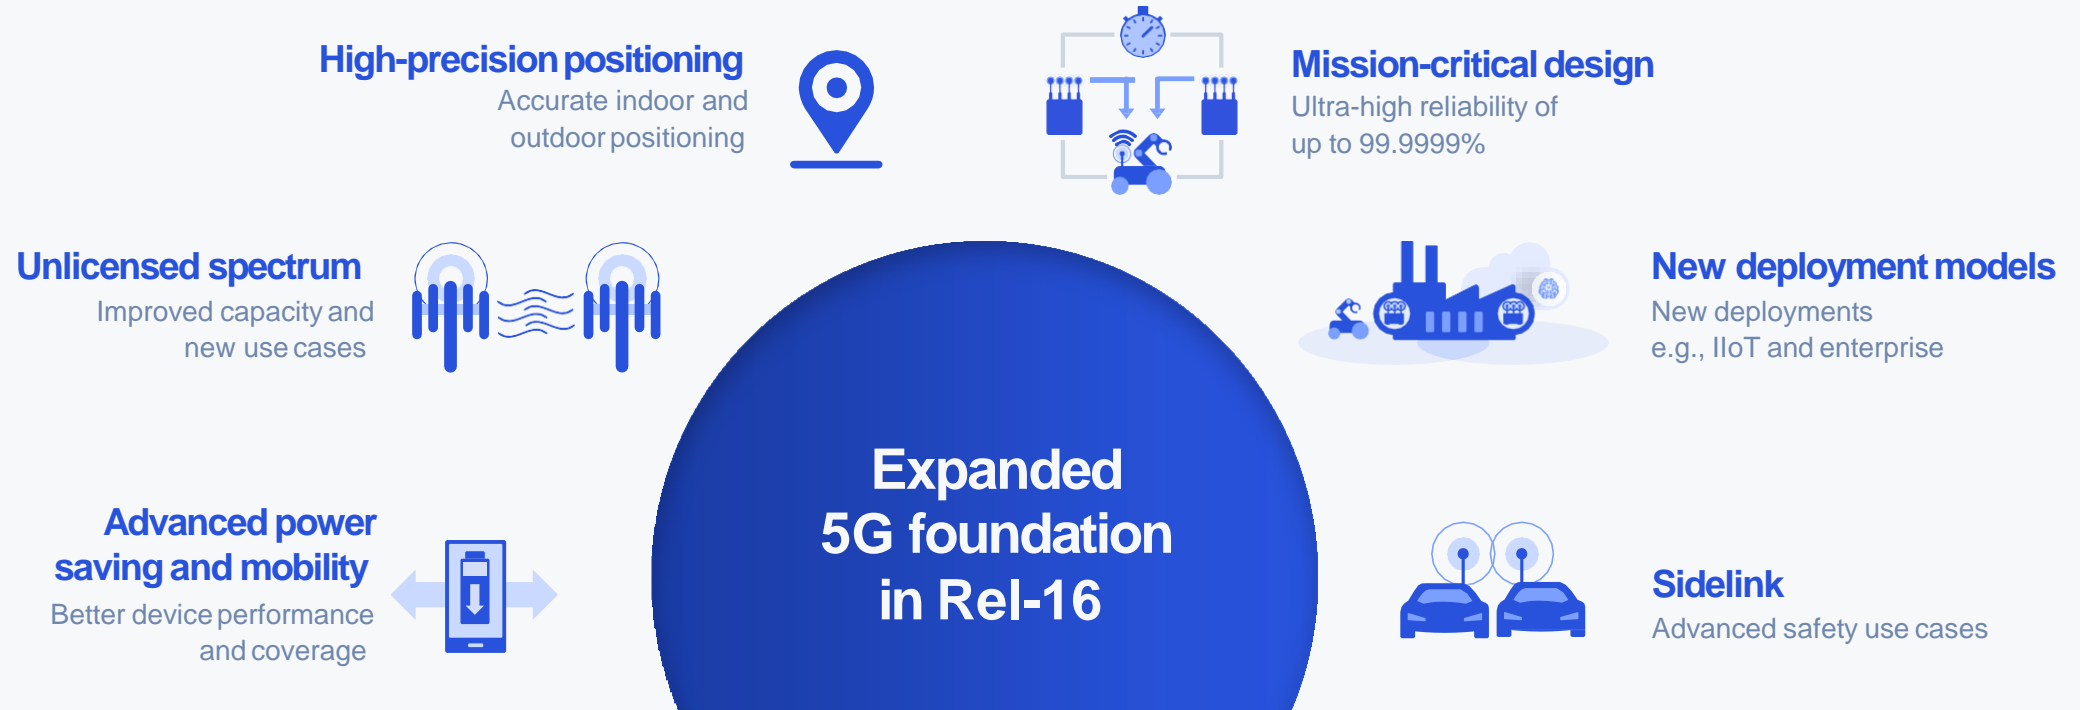 High-precision positioning
Accurate indoor and
outdoor positioning
Mission-critical design
Ultra-high reliability of
up to 99.9999%
Unlicensed spectrum
Improved capacity and
new use cases
New deployment models
New deployments
e.g., IIoT and enterprise
Expanded
5G foundation
in Rel-16
Advanced power
saving and mobility
Better device performance
and coverage
Sidelink
Advanced safety use cases